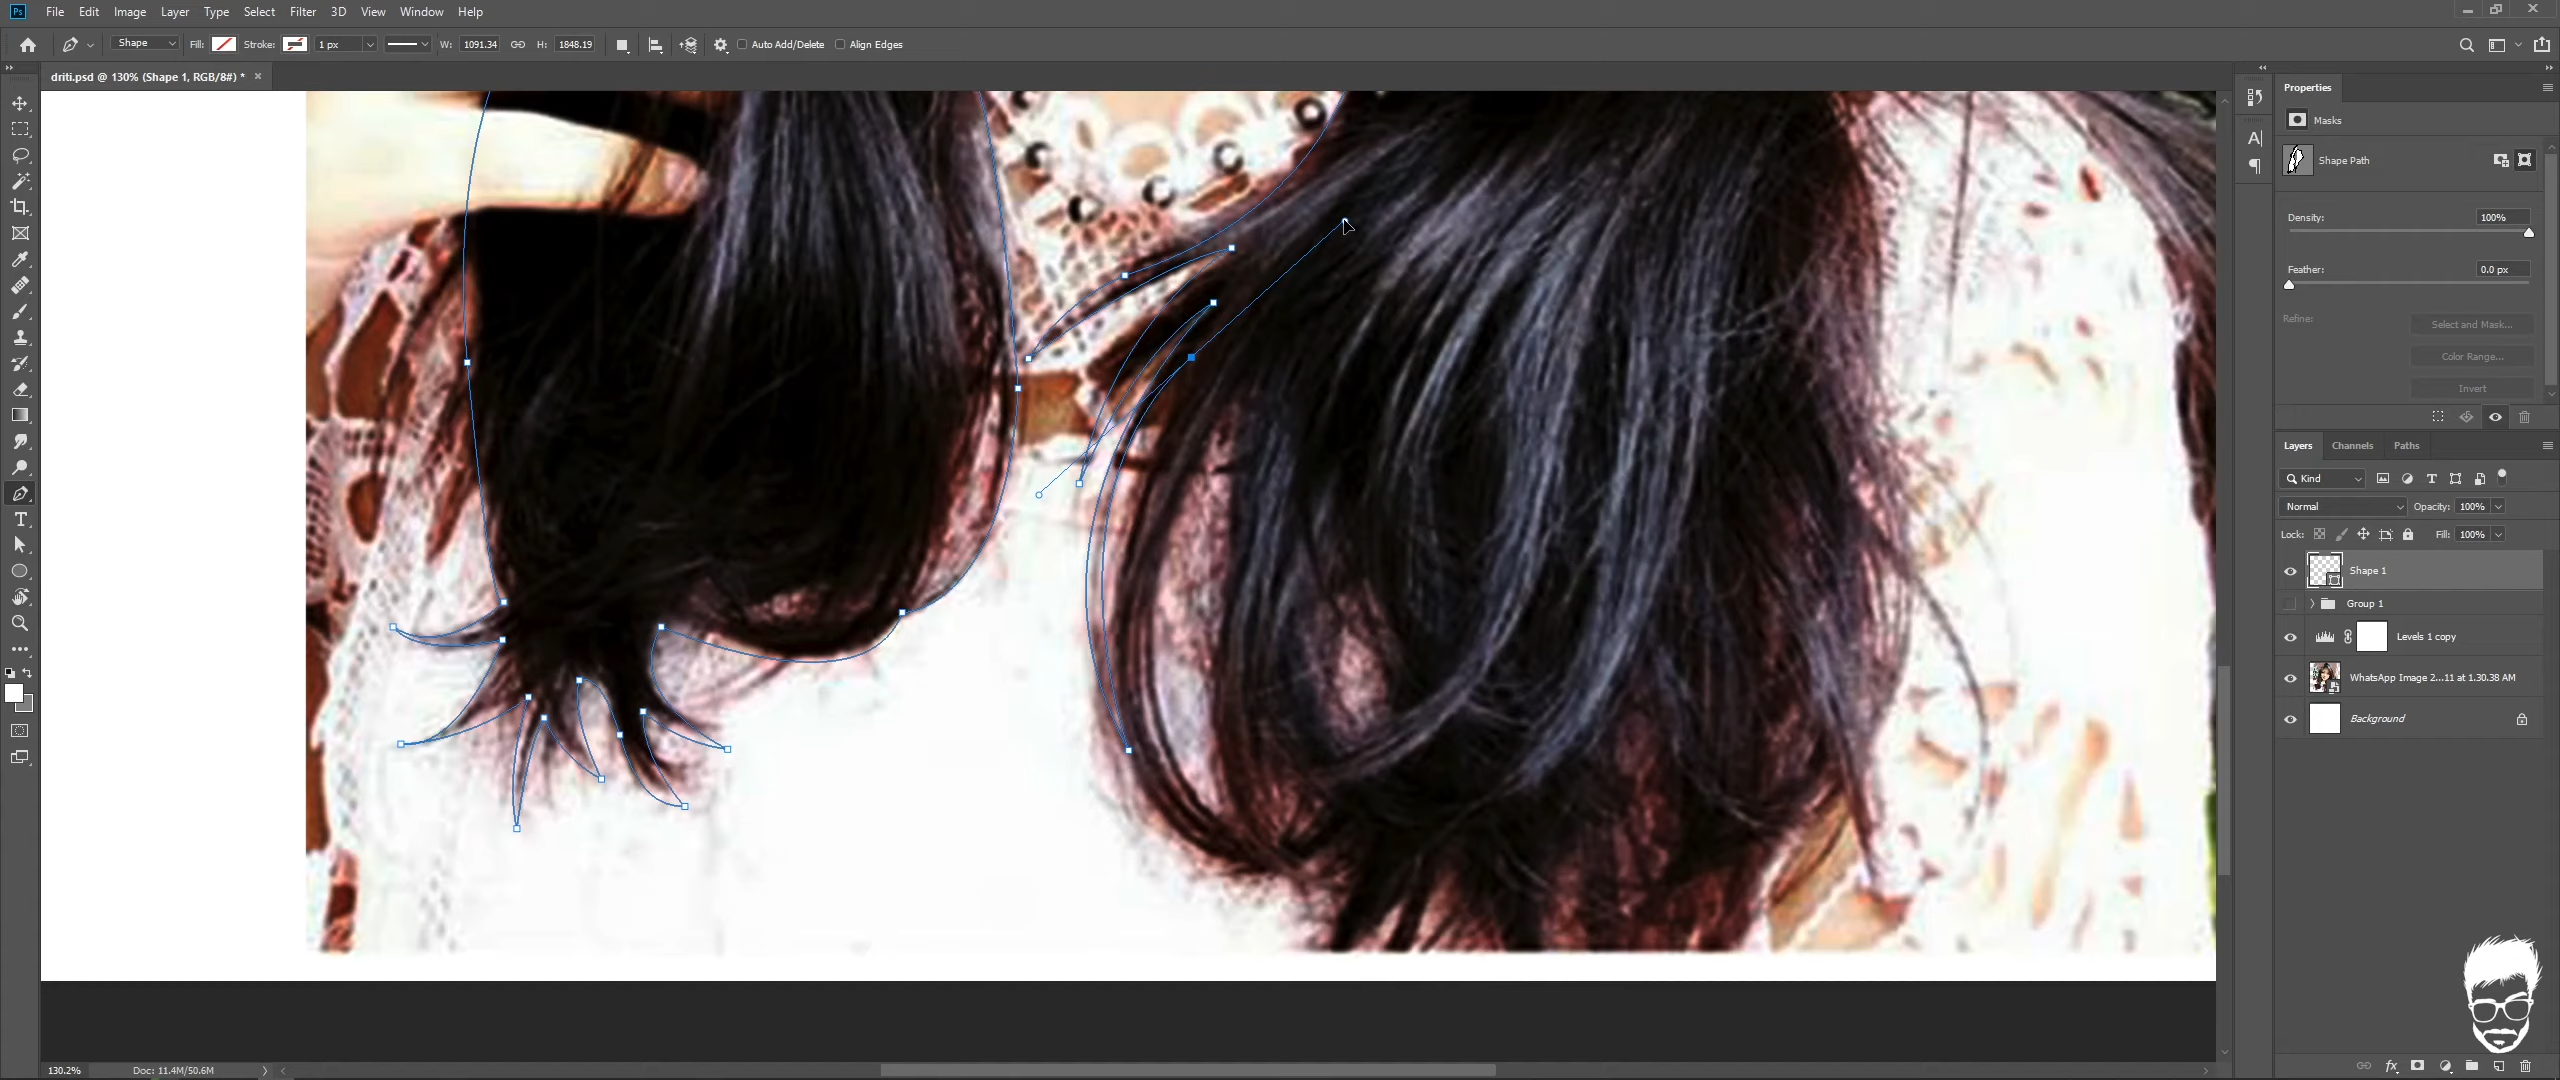 Ps File Edit Image Layer Type Select Filter 3D View Window Help
Shape Fill: Stroke: 1 px W: 1091.34 H: 1848.19 Auto Add/Delete Align Edges
driti.psd @ 130% (Shape 1, RGB/8#) * ×
Properties
Masks
Shape Path
Density: 100%
Feather: 0.0 px
Refine: Select and Mask...
Color Range...
Invert
Layers Channels Paths
Kind
Normal Opacity: 100%
Lock: Fill: 100%
Shape 1
Group 1
Levels 1 copy
WhatsApp Image 2...11 at 1.30.38 AM
Background
130.2% Doc: 11.4M/50.6M